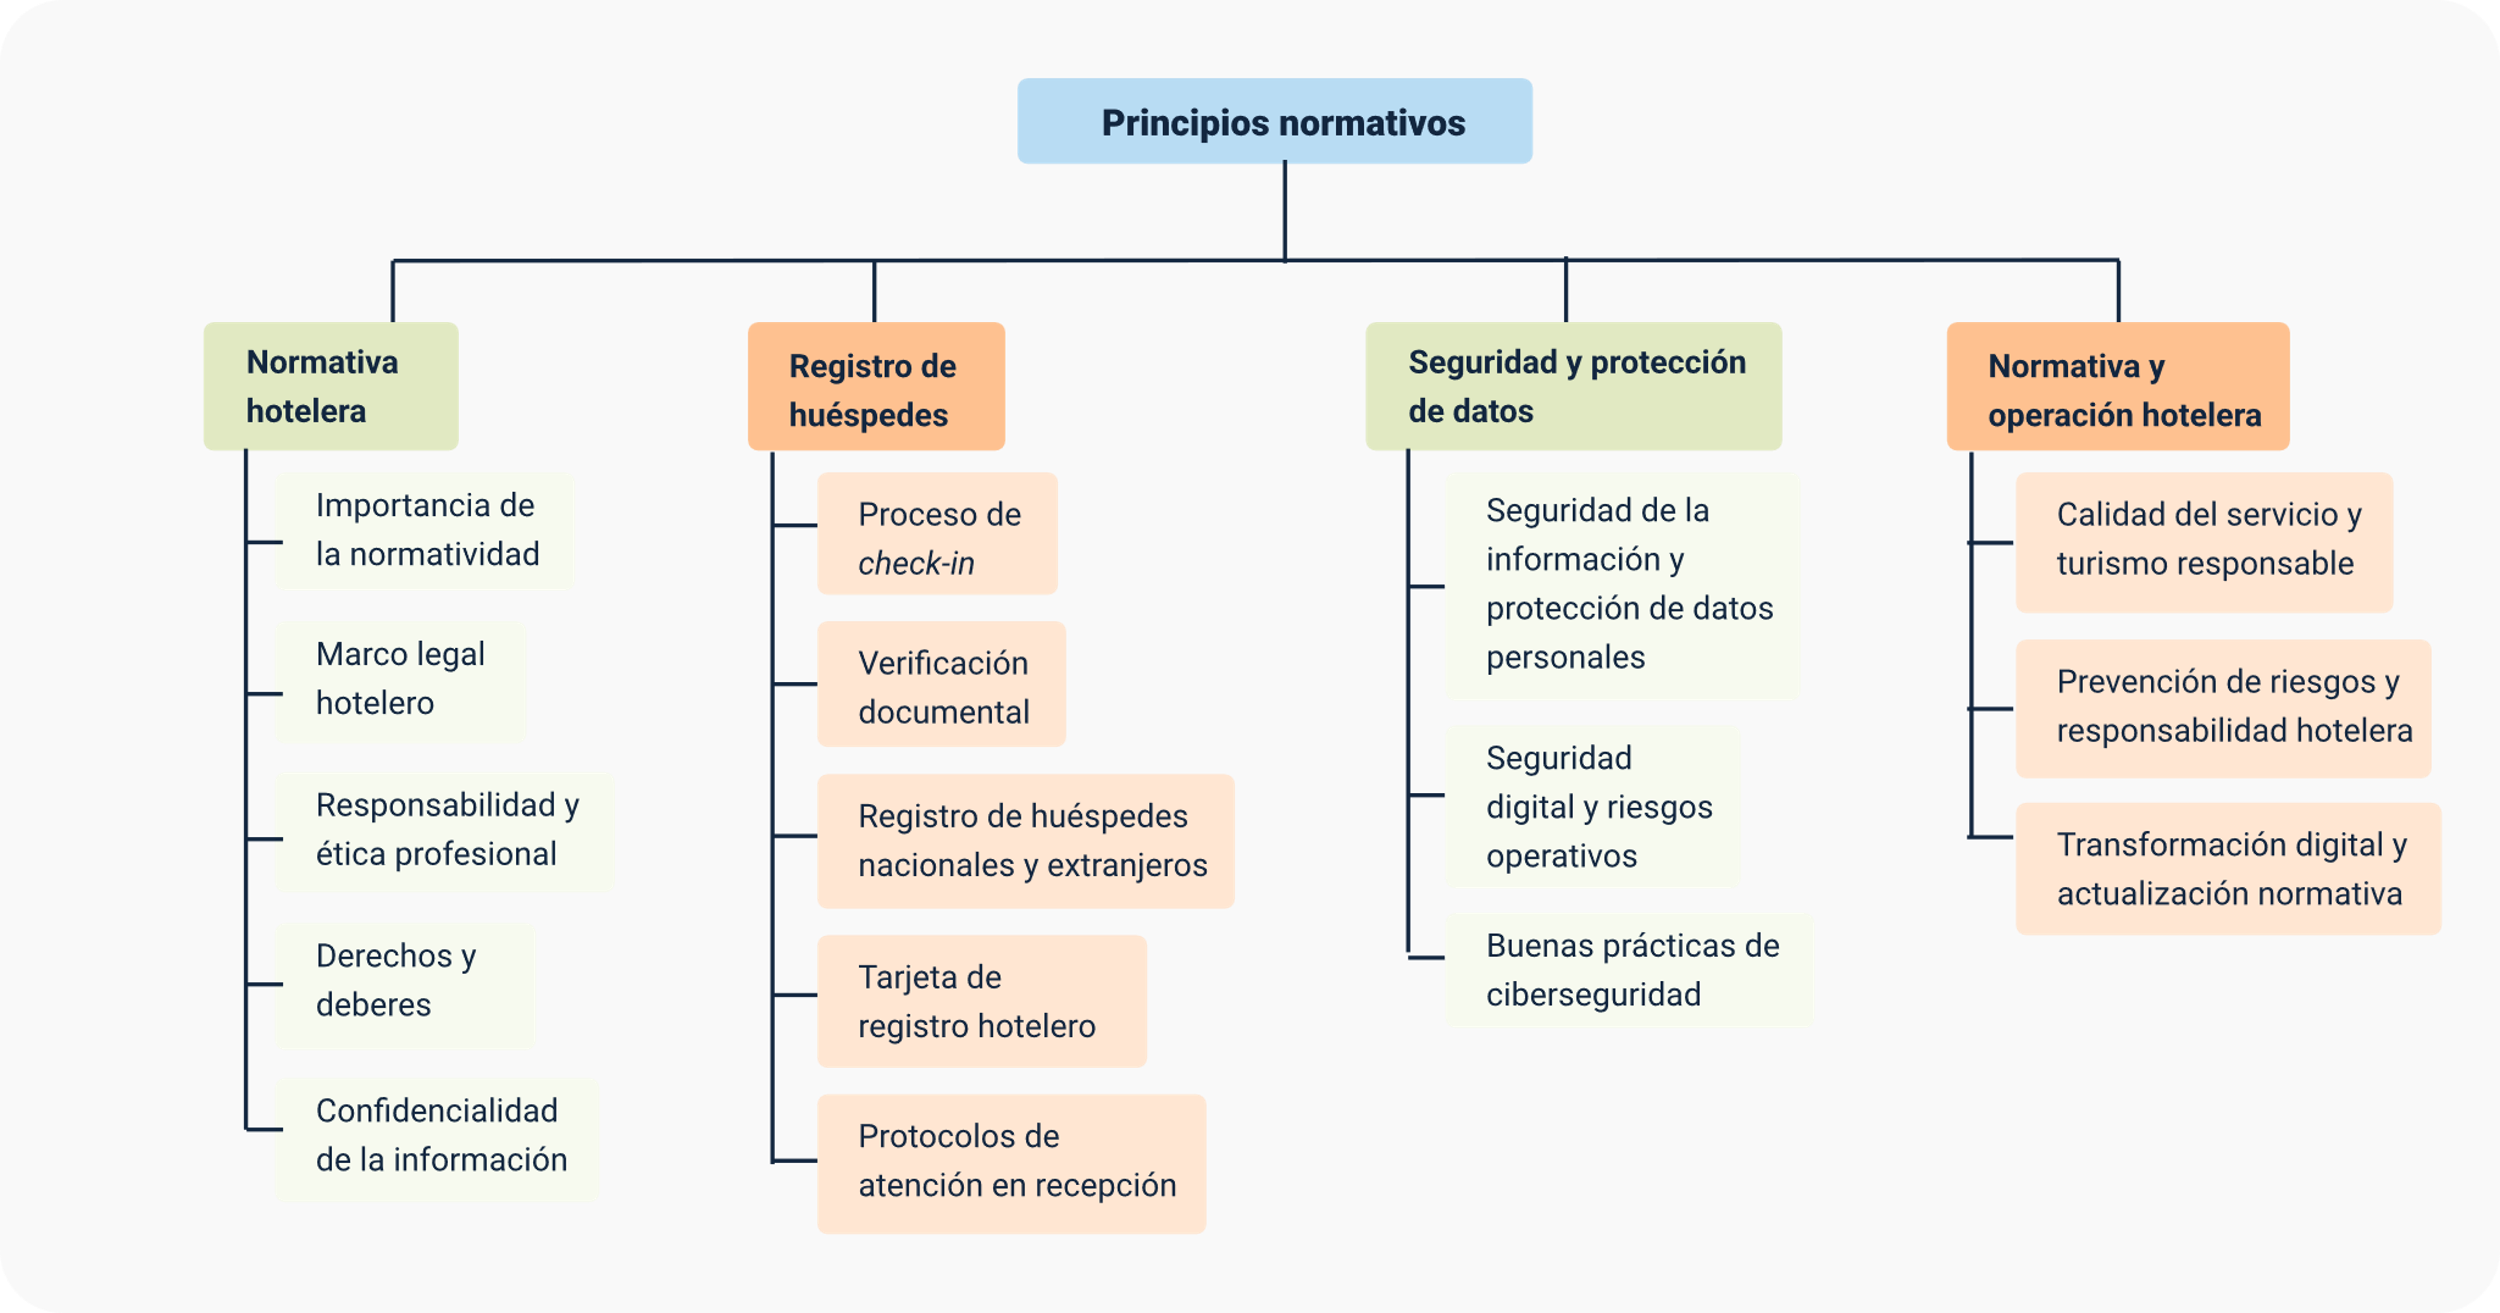 Principios normativos
Normativa
hotelera
Importancia de
la normatividad
Marco legal
hotelero
Responsabilidad y
ética profesional
Derechos y
deberes
Confidencialidad
de la información
Registro de
huéspedes
Proceso de
check-in
Verificación
documental
Registro de huéspedes
nacionales y extranjeros
Tarjeta de
registro hotelero
Protocolos de
atención en recepción
Seguridad y protección
de datos
Seguridad de la
información y
protección de datos
personales
Seguridad
digital y riesgos
operativos
Buenas prácticas de
ciberseguridad
Normativa y
operación hotelera
Calidad del servicio y
turismo responsable
Prevención de riesgos y
responsabilidad hotelera
Transformación digital y
actualización normativa